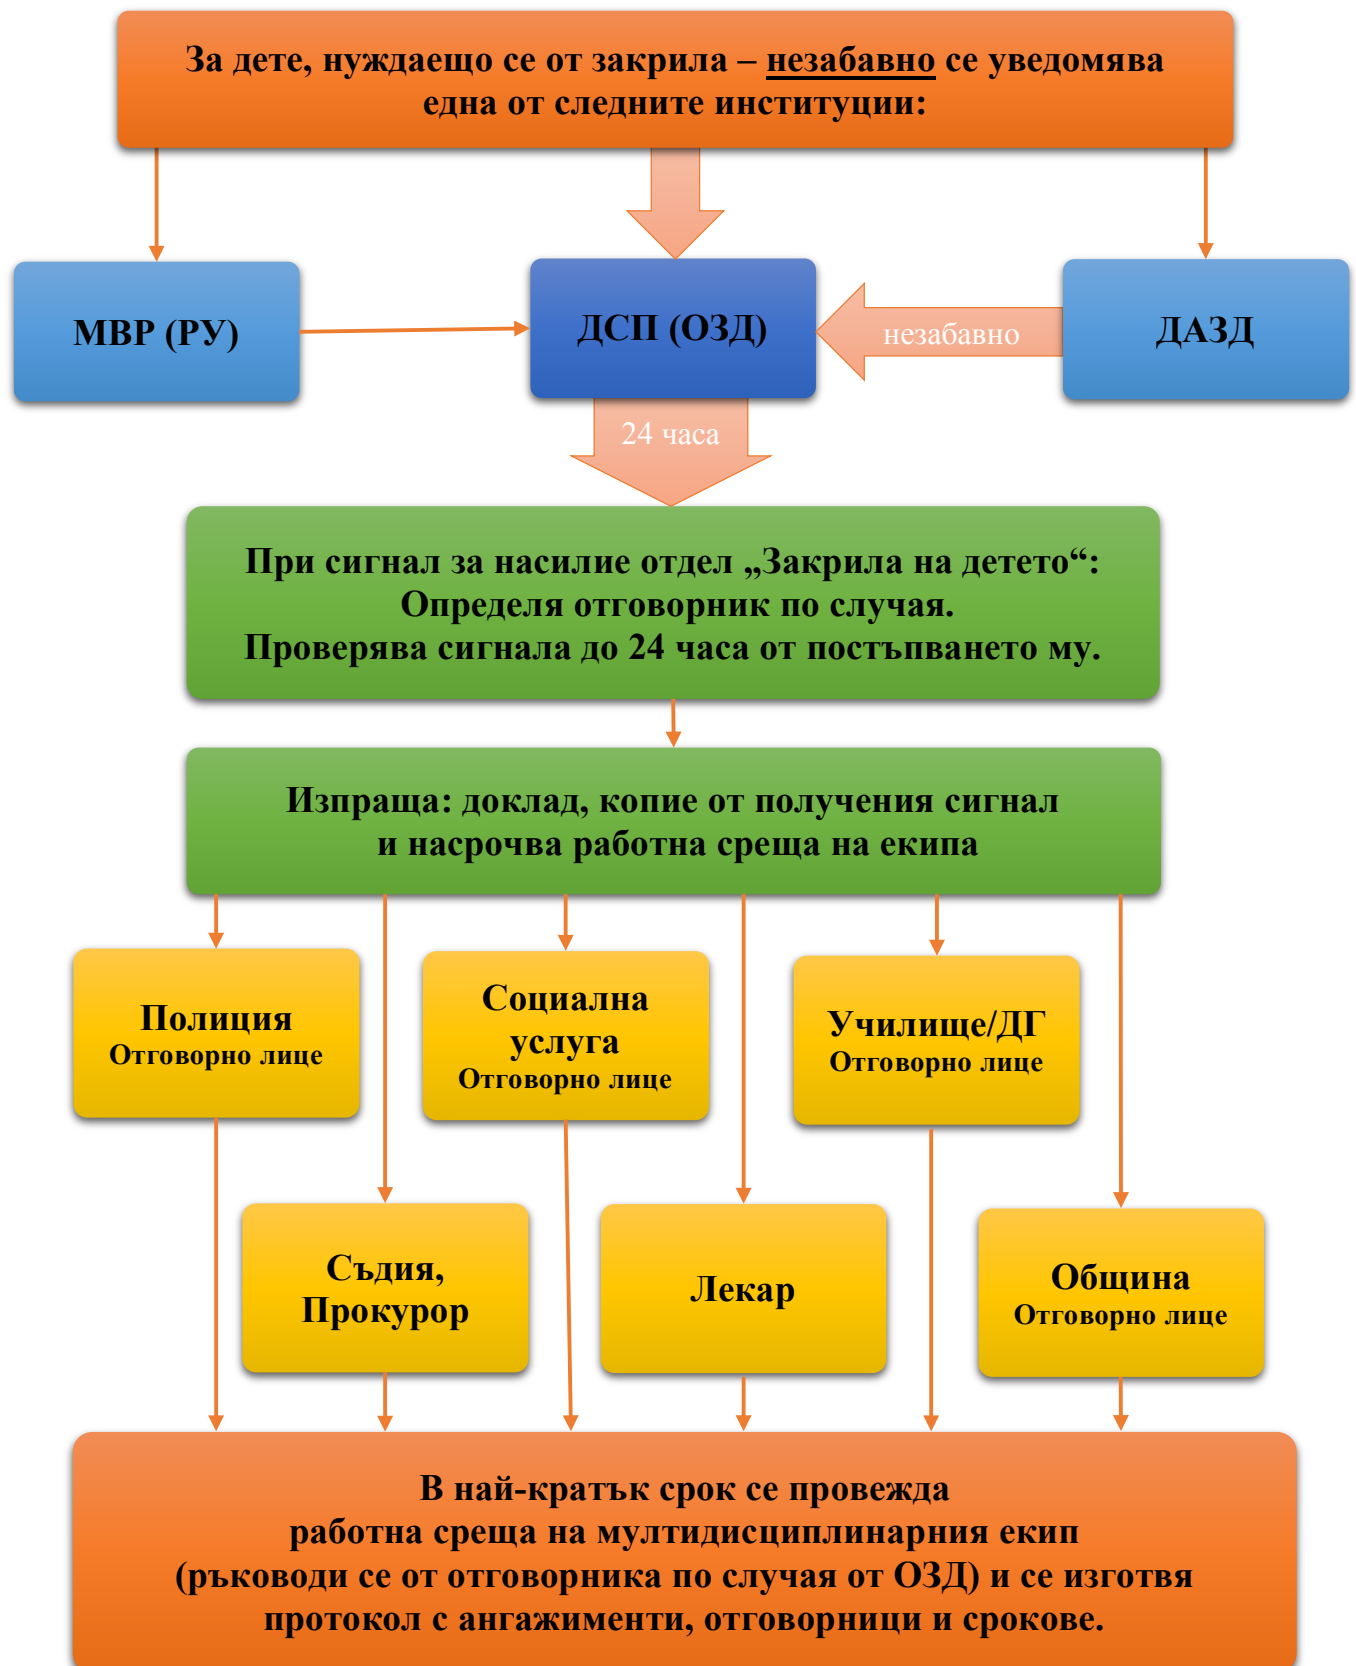 За дете, нуждаещо се от закрила – незабавно се уведомява
една от следните институции:
МВР (РУ)
ДСП (ОЗД)
незабавно
ДАЗД
24 часа
При сигнал за насилие отдел „Закрила на детето“:
Определя отговорник по случая.
Проверява сигнала до 24 часа от постъпването му.
Изпраща: доклад, копие от получения сигнал
и насрочва работна среща на екипа
Полиция
Отговорно лице
Социална
услуга
Отговорно лице
Училище/ДГ
Отговорно лице
Съдия,
Прокурор
Лекар
Община
Отговорно лице
В най-кратък срок се провежда
работна среща на мултидисциплинарния екип
(ръководи се от отговорника по случая от ОЗД) и се изготвя
протокол с ангажименти, отговорници и срокове.